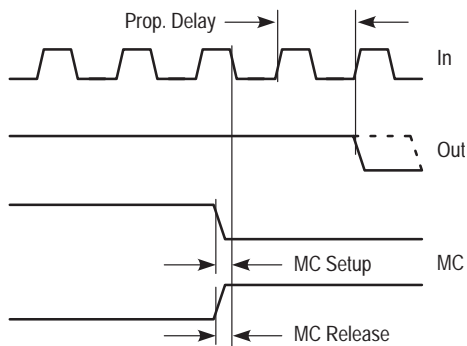 Prop. Delay
In
Out
MC Setup
MC
MC Release